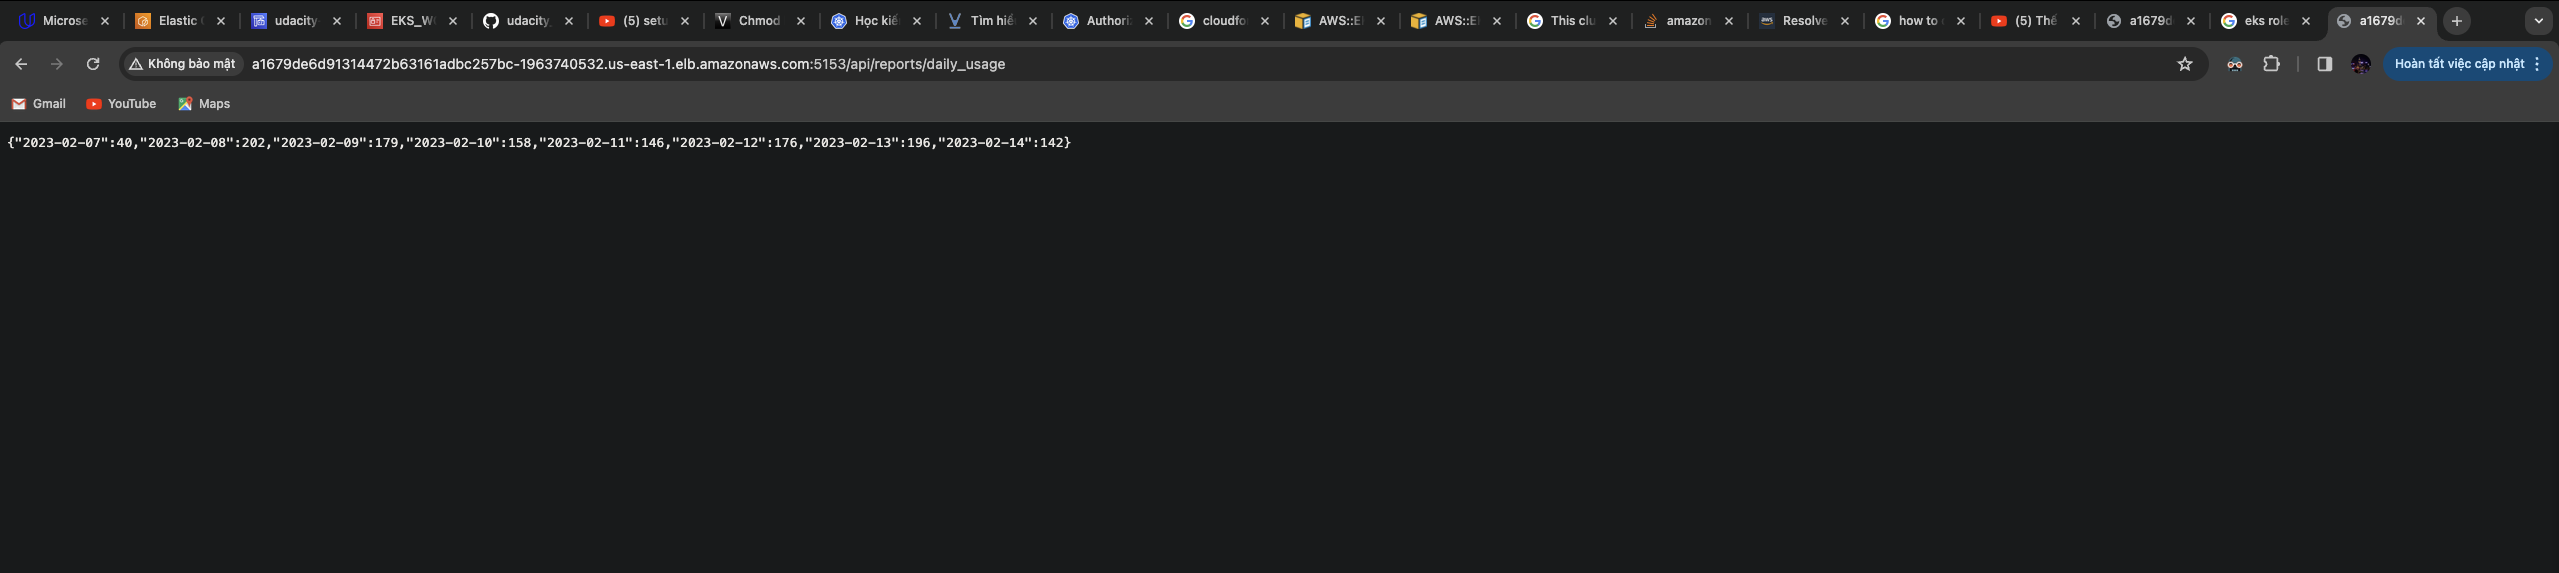 Microse Elastic udacity EKS_W udacity_ (5) setu Chmod Học kiế Tìm hiể Authori cloudfo AWS::E AWS::E This clu amazon Resolve how to (5) Thế a1679d eks role a1679d
Không bảo mật a1679de6d91314472b63161adbc257bc-1963740532.us-east-1.elb.amazonaws.com:5153/api/reports/daily_usage Hoàn tất việc cập nhật
Gmail YouTube Maps
{"2023-02-07":40,"2023-02-08":202,"2023-02-09":179,"2023-02-10":158,"2023-02-11":146,"2023-02-12":176,"2023-02-13":196,"2023-02-14":142}